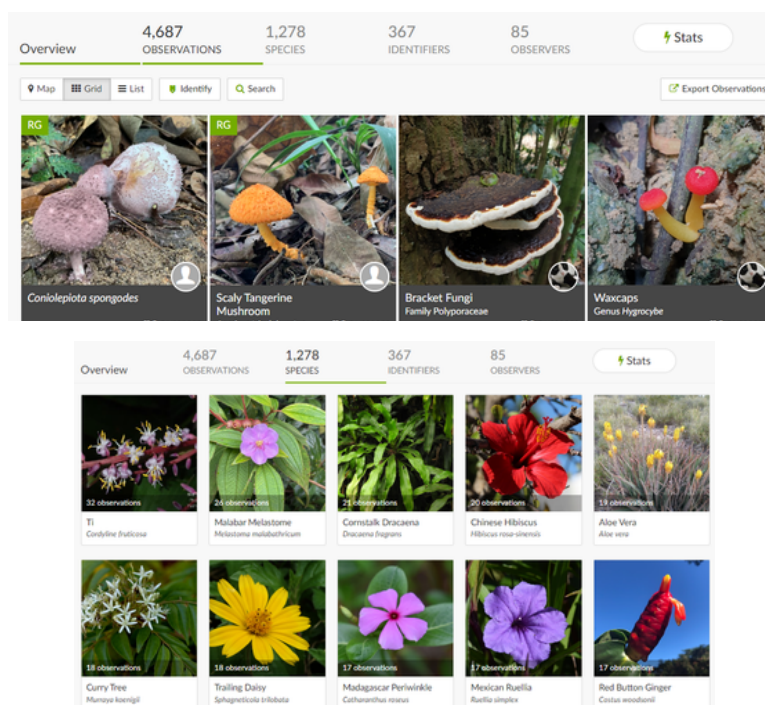 Overview
4,687
OBSERVATIONS
1,278
SPECIES
367
IDENTIFIERS
85
OBSERVERS
Stats
Map Grid List Identify Search Export Observations
RG RG
Coniolepiota spongodes
Scaly Tangerine
Mushroom
Bracket Fungi
Family Polyporaceae
Waxcaps
Genus Hygrocybe
Overview
4,687
OBSERVATIONS
1,278
SPECIES
367
IDENTIFIERS
85
OBSERVERS
Stats
32 observations
Ti
Cordyline fruticosa
26 observations
Malabar Melastome
Melastoma malabathricum
21 observations
Cornstalk Dracaena
Dracaena fragrans
20 observations
Chinese Hibiscus
Hibiscus rosa-sinensis
19 observations
Aloe Vera
Aloe vera
18 observations
Curry Tree
Murraya koenigii
18 observations
Trailing Daisy
Sphagneticola trilobata
17 observations
Madagascar Periwinkle
Catharanthus roseus
17 observations
Mexican Ruellia
Ruellia simplex
17 observations
Red Button Ginger
Costus woodsonii